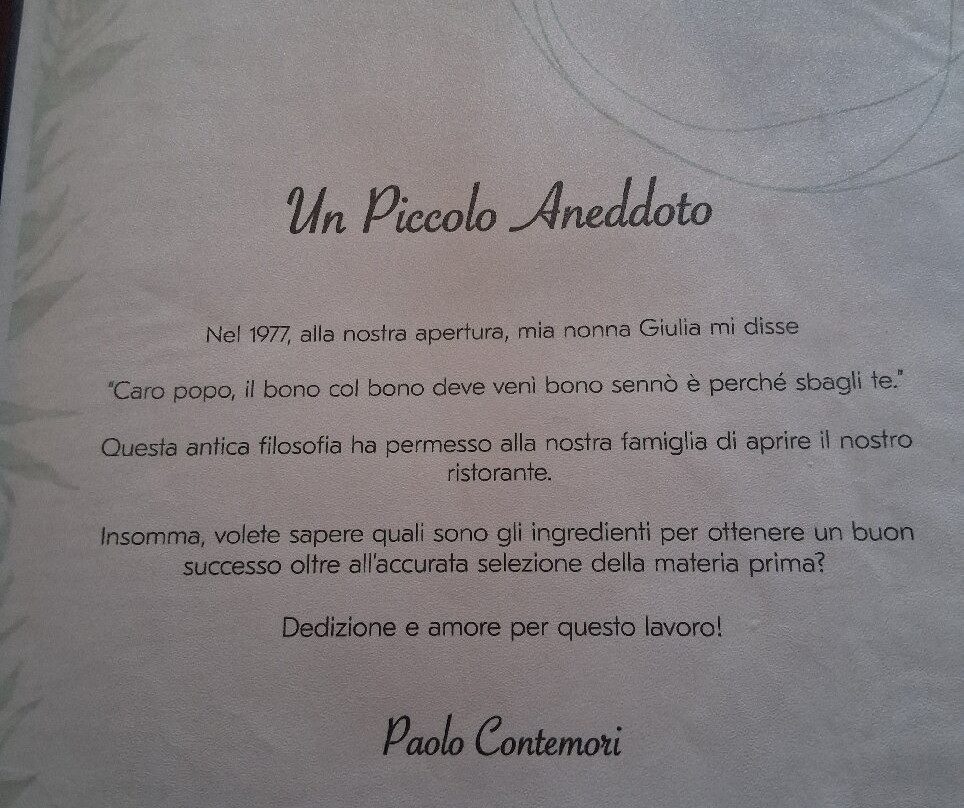 Un Piccolo Aneddoto
Nel 1977, alla nostra apertura, mia nonna Giulia mi disse
"Caro popo, il bono col bono deve venì bono sennò è perché sbagli te."
Questa antica filosofia ha permesso alla nostra famiglia di aprire il nostro
ristorante.
Insomma, volete sapere quali sono gli ingredienti per ottenere un buon
successo oltre all'accurata selezione della materia prima?
Dedizione e amore per questo lavoro!
Paolo Contemori